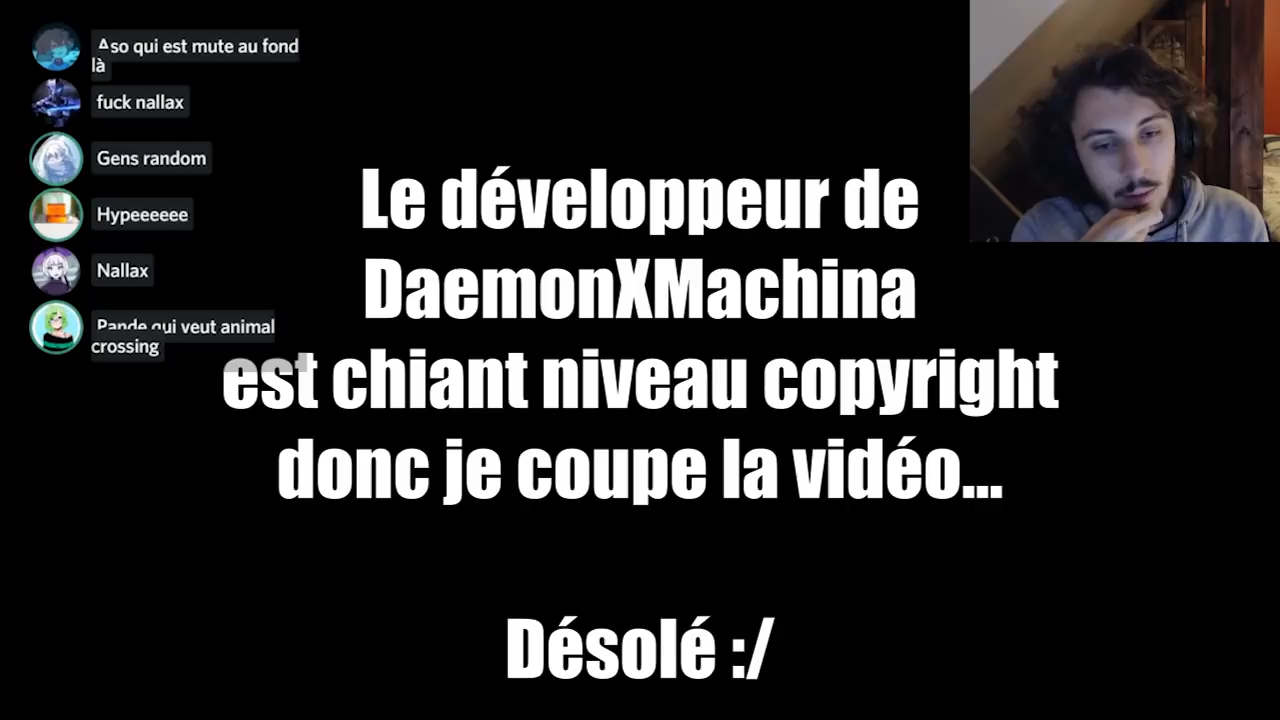 Aso qui est mute au fond
là
fuck nallax
Gens random
Hypeeeeee
Nallax
Pande qui veut animal
crossing
Le développeur de
DaemonXMachina
est chiant niveau copyright
donc je coupe la vidéo...
Désolé :/